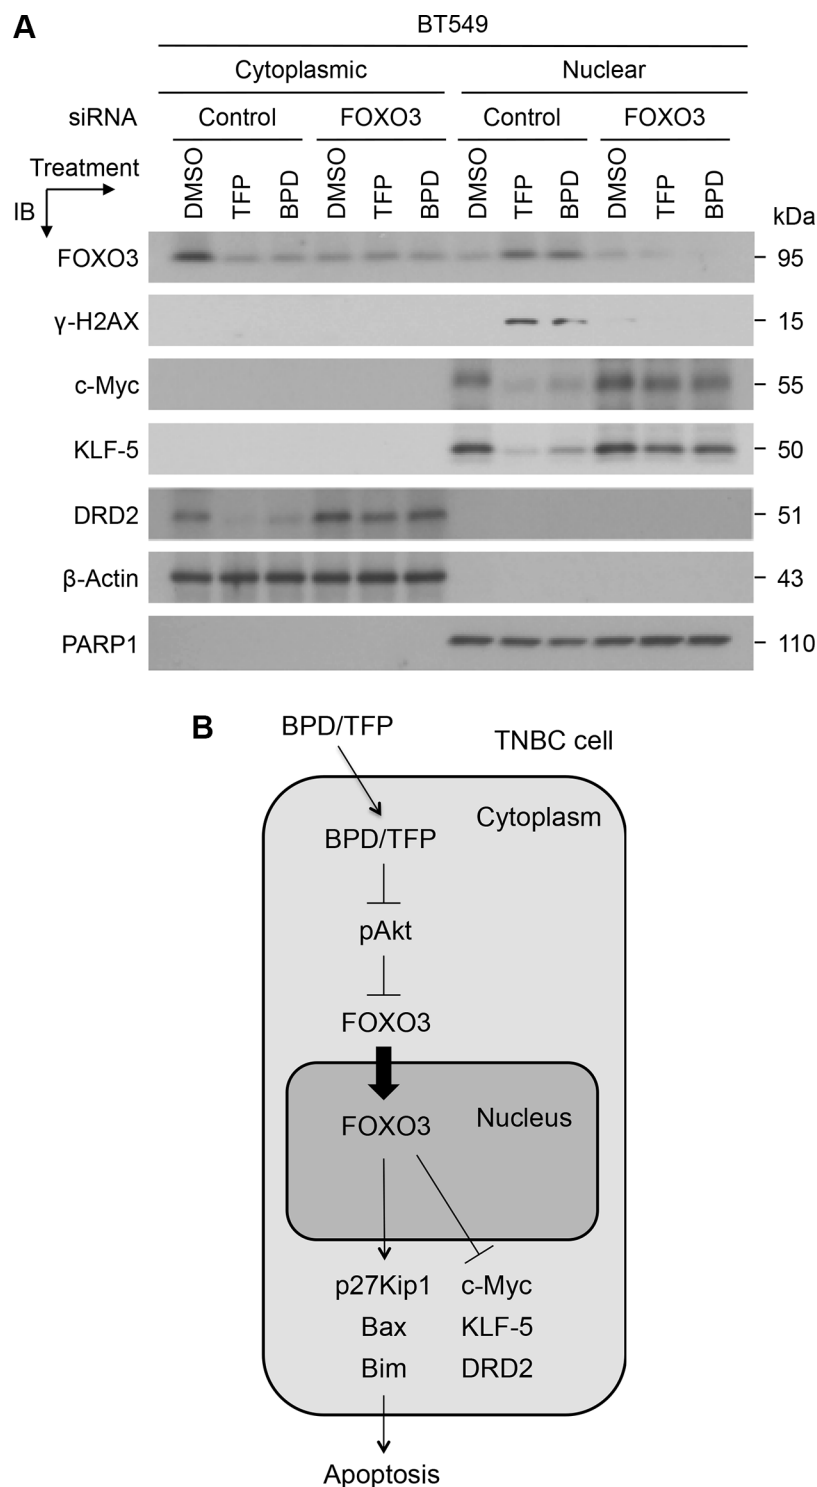 A
BT549
Cytoplasmic Nuclear
siRNA Control FOXO3 Control FOXO3
Treatment DMSO TFP BPD DMSO TFP BPD DMSO TFP BPD DMSO TFP BPD
IB kDa
FOXO3 95
γ-H2AX 15
c-Myc 55
KLF-5 50
DRD2 51
β-Actin 43
PARP1 110
B
BPD/TFP
TNBC cell
Cytoplasm
BPD/TFP
pAkt
FOXO3
Nucleus
FOXO3
p27Kip1 c-Myc
Bax KLF-5
Bim DRD2
Apoptosis